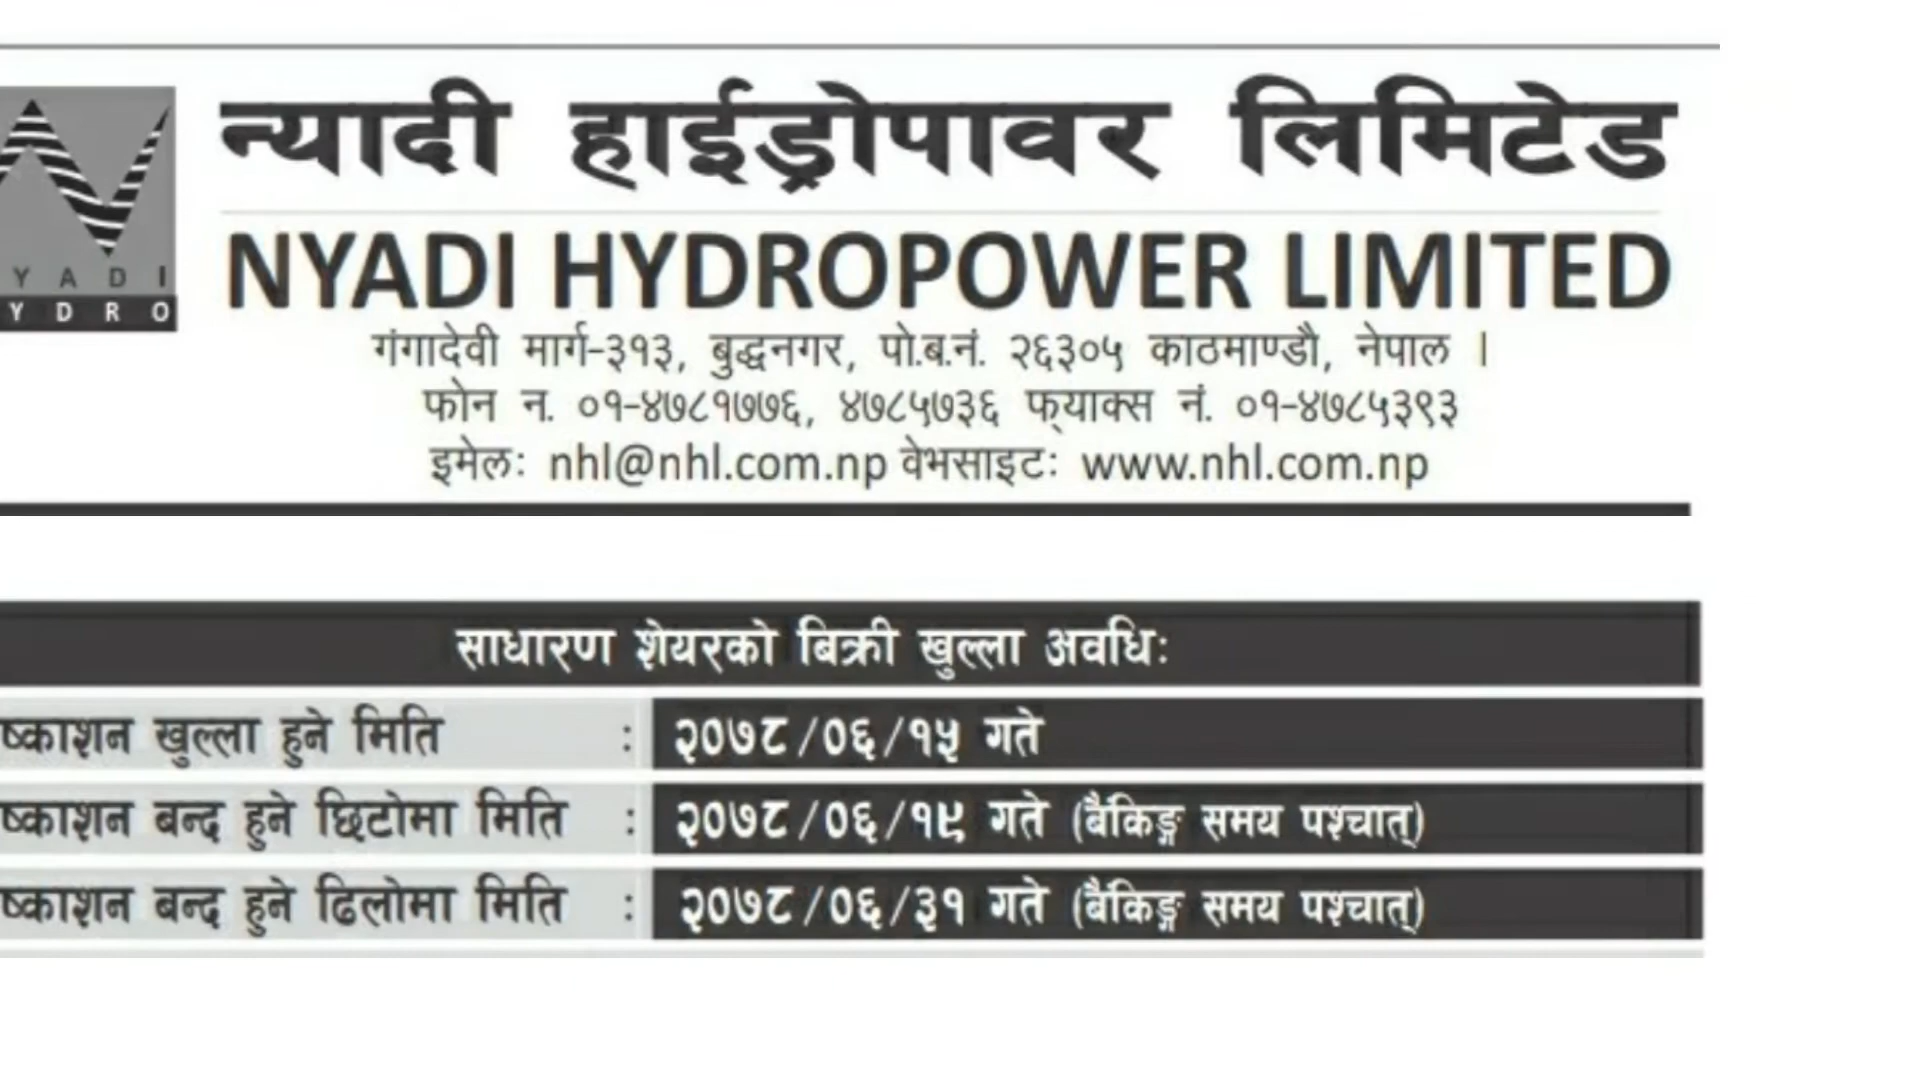 न्यादी हाईड्रोपावर लिमिटेड
NYADI HYDROPOWER LIMITED
YADI
YDRO
गंगादेवी मार्ग-३१३, बुद्धनगर, पो.ब.नं. २६३०५ काठमाण्डौ, नेपाल ।
फोन न. ०१-४७८१७७६, ४७८५७३६ फ्याक्स नं. ०१-४७८५३९३
इमेलः nhl@nhl.com.np वेभसाइटः www.nhl.com.np
साधारण शेयरको बिक्री खुल्ला अवधिः
ष्काशन खुल्ला हुने मिति : २०७८/०६/१५ गते
ष्काशन बन्द हुने छिटोमा मिति : २०७८/०६/१९ गते (बैकिङ्ग समय पश्चात्)
ष्काशन बन्द हुने ढिलोमा मिति : २०७८/०६/३१ गते (बैकिङ्ग समय पश्चात्)